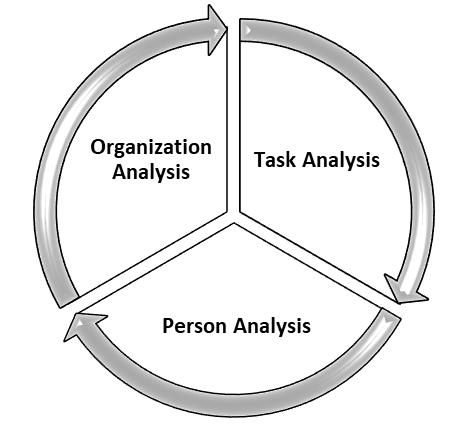 Organization
Analysis
Task Analysis
Person Analysis